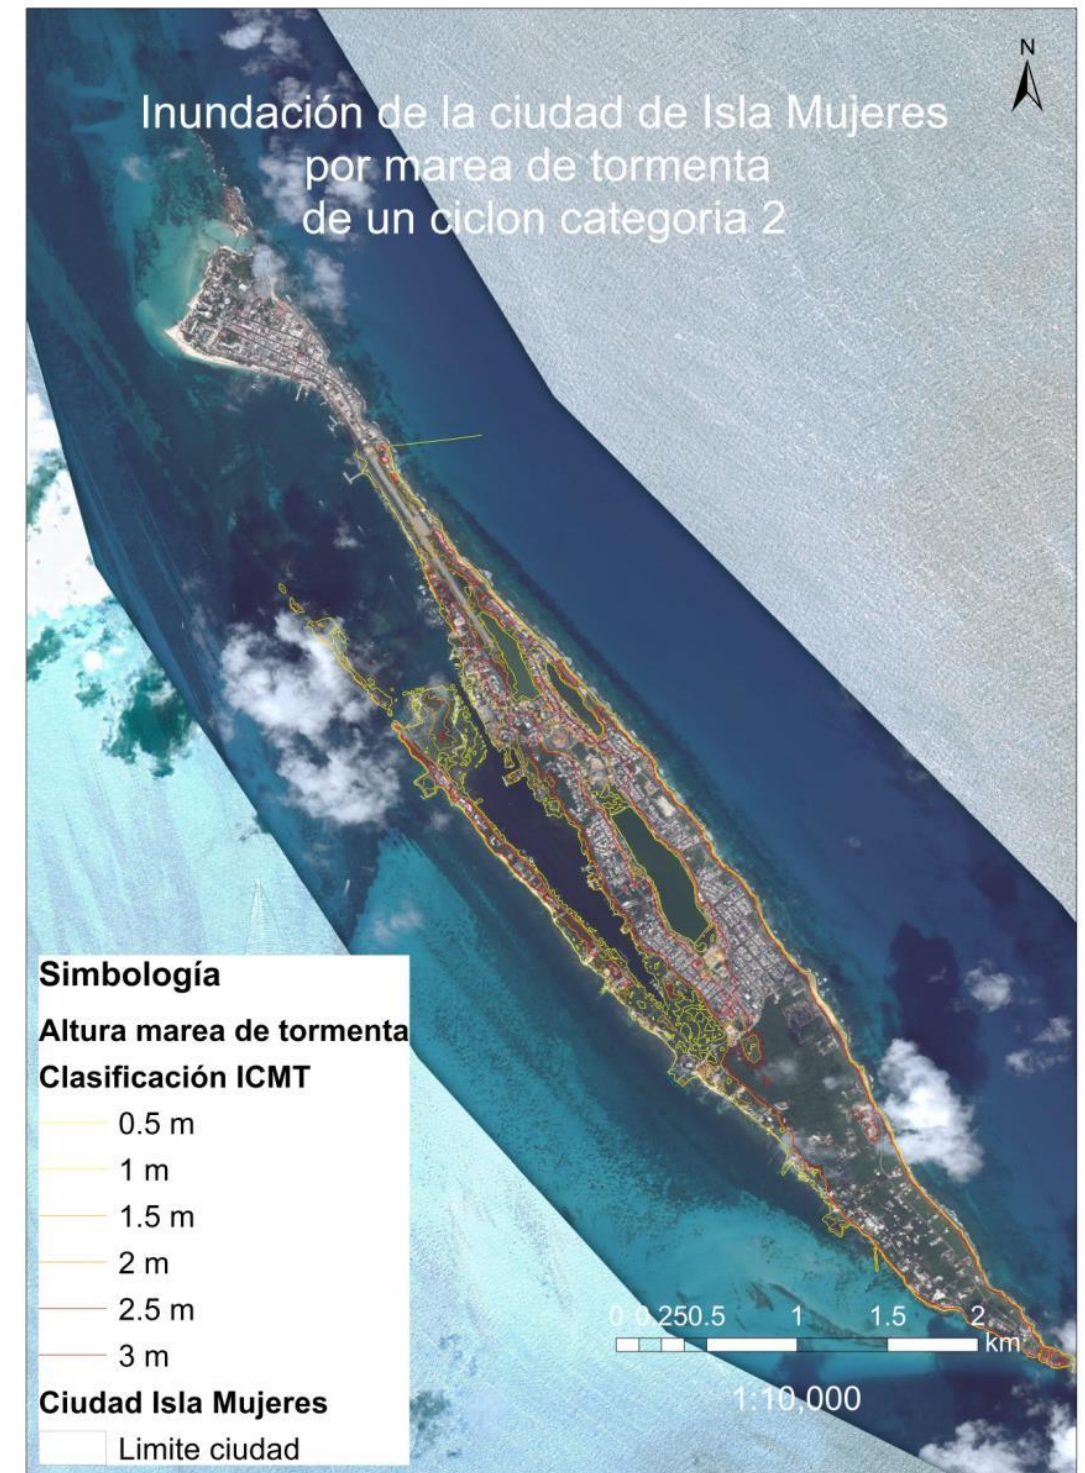 N
Inundación de la ciudad de Isla Mujeres
por marea de tormenta
de un ciclon categoria 2
Simbología
Altura marea de tormenta
Clasificación ICMT
0.5 m
1 m
1.5 m
2 m
2.5 m
3 m
Ciudad Isla Mujeres
Limite ciudad
0 0.250.5 1 1.5 2
km
1:10,000